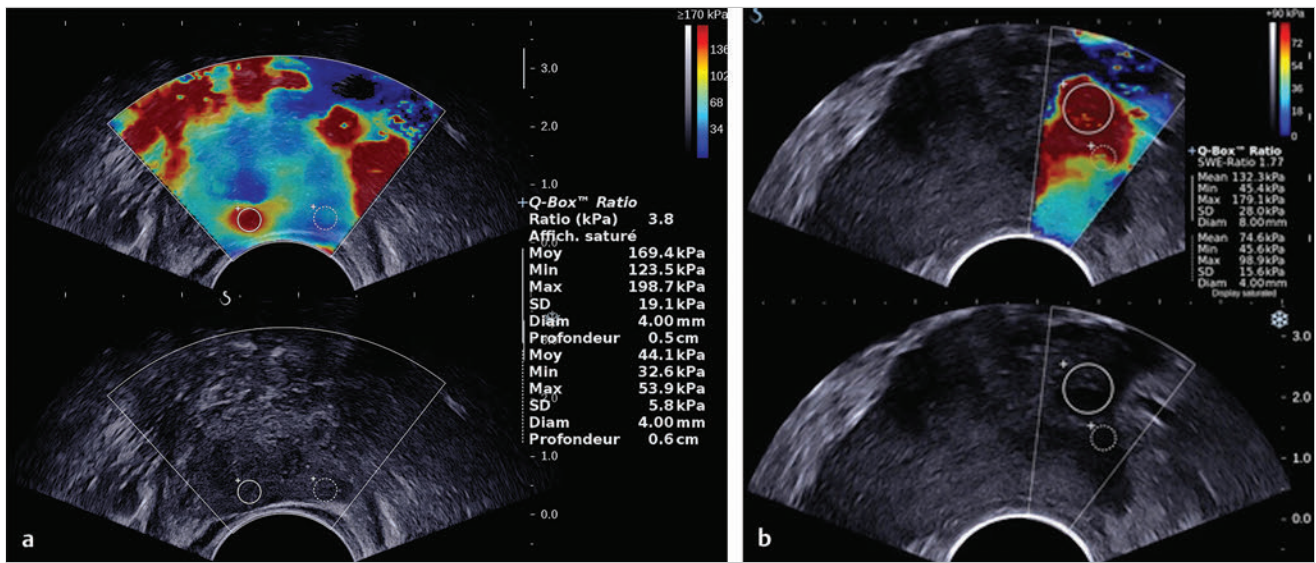 ≥170 kPa
136
102
68
34
3.0
2.0
1.0
+Q-Box™ Ratio
Ratio (kPa) 3.8
Affich. saturé
Moy 169.4 kPa
Min 123.5 kPa
Max 198.7 kPa
SD 19.1 kPa
Diam 4.00 mm
Profondeur 0.5 cm
Moy 44.1 kPa
Min 32.6 kPa
Max 53.9 kPa
SD 5.8 kPa
Diam 4.00 mm
Profondeur 0.6 cm
1.0
0.0
a
+90 kPa
72
54
36
18
0
+Q-Box™ Ratio
SWE-Ratio 1.77
Mean 132.3 kPa
Min 45.4 kPa
Max 179.1 kPa
SD 28.0 kPa
Diam 8.00 mm
Mean 74.6 kPa
Min 45.6 kPa
Max 98.9 kPa
SD 15.6 kPa
Diam 4.00 mm
Display saturated
3.0
2.0
1.0
0.0
b